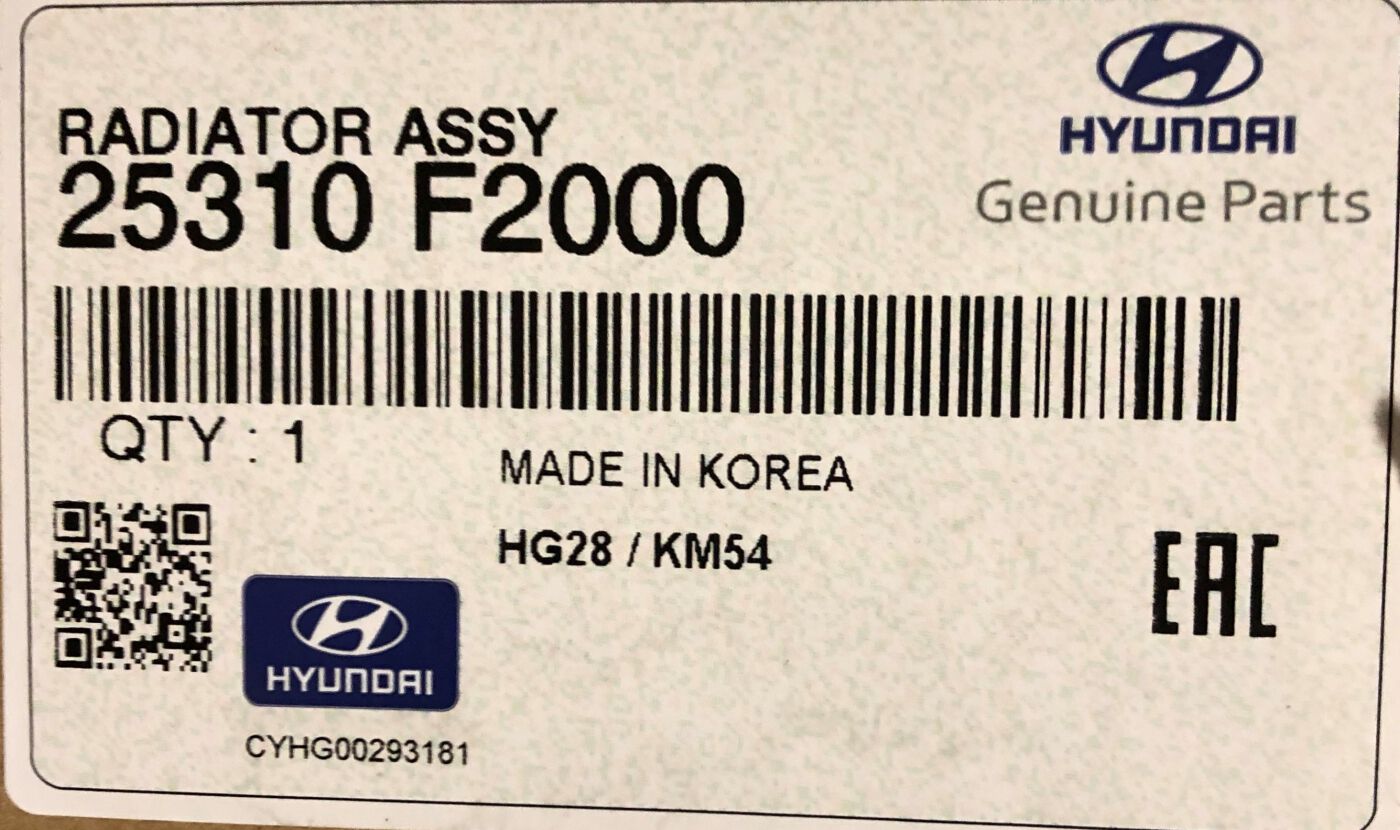 HYUNDAI
Genuine Parts
RADIATOR ASSY
25310 F2000
QTY : 1
MADE IN KOREA
HG28 / KM54
EAC
HYUNDAI
CYHG00293181